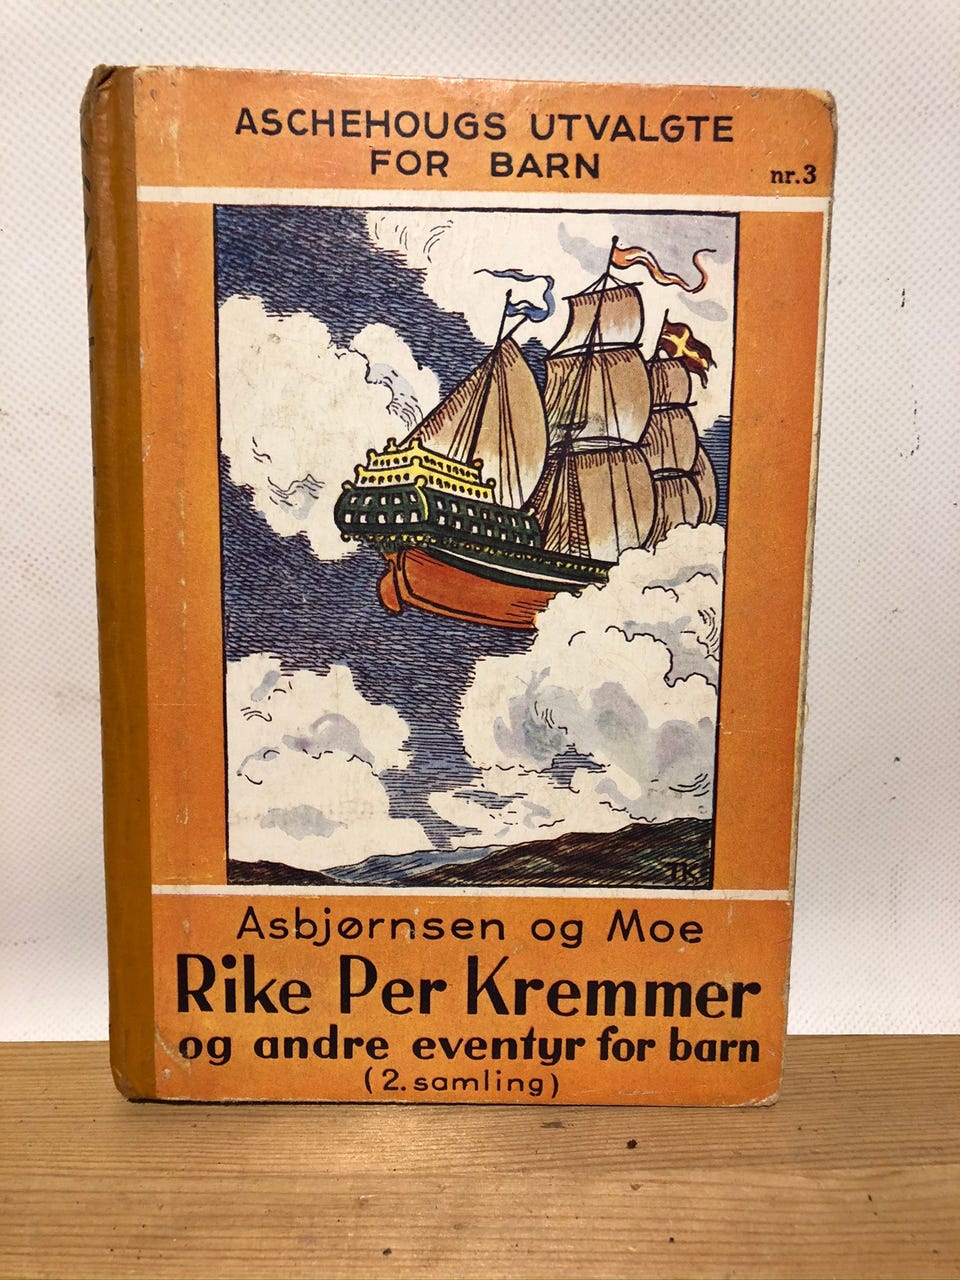 ASCHEHOUGS UTVALGTE
FOR BARN
nr.3
TK
Asbjørnsen og Moe
Rike Per Kremmer
og andre eventyr for barn
(2. samling)